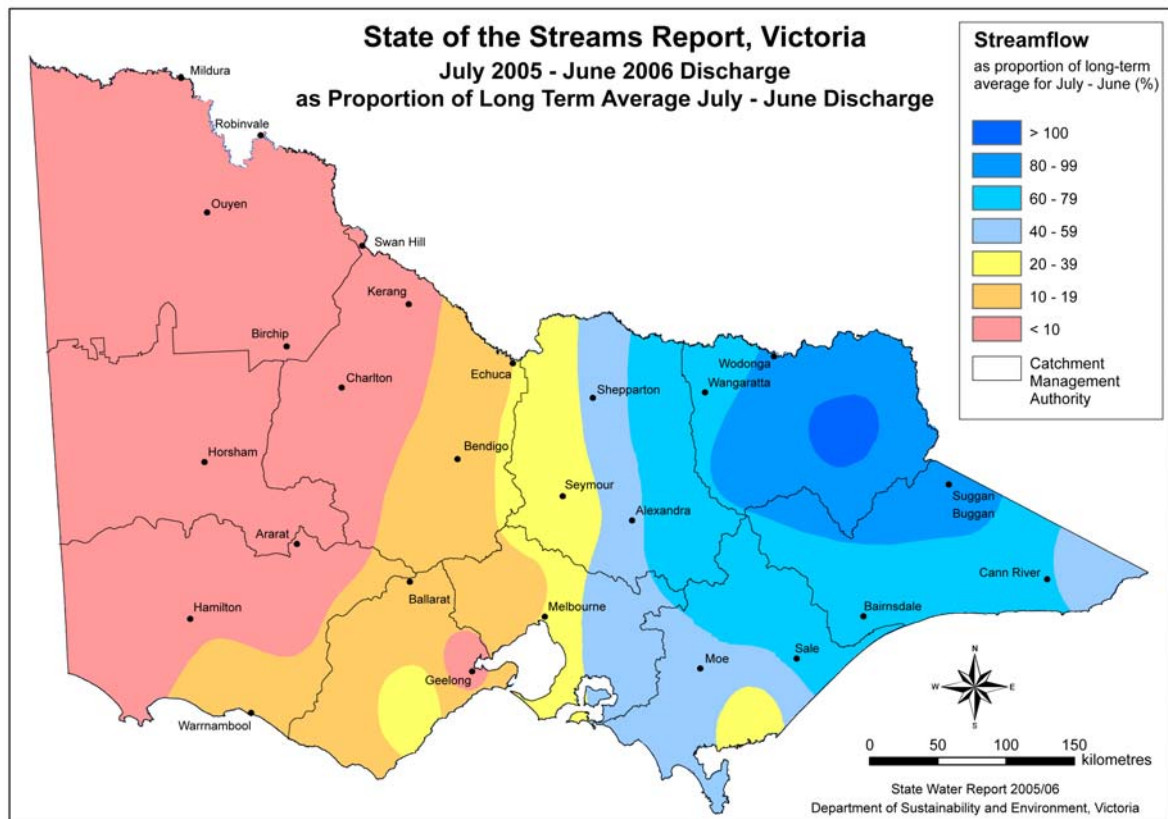 State of the Streams Report, Victoria
July 2005 - June 2006 Discharge
as Proportion of Long Term Average July - June Discharge
Streamflow
as proportion of long-term
average for July - June (%)
> 100
80 - 99
60 - 79
40 - 59
20 - 39
10 - 19
< 10
Catchment
Management
Authority
Mildura
Robinvale
Ouyen
Swan Hill
Kerang
Birchip
Charlton
Echuca
Shepparton
Wodonga
Wangaratta
Horsham
Bendigo
Seymour
Alexandra
Suggan
Buggan
Ararat
Cann River
Hamilton
Ballarat
Melbourne
Bairnsdale
Geelong
Moe
Sale
Warrnambool
N
W
E
S
0
50
100
150
kilometres
State Water Report 2005/06
Department of Sustainability and Environment, Victoria